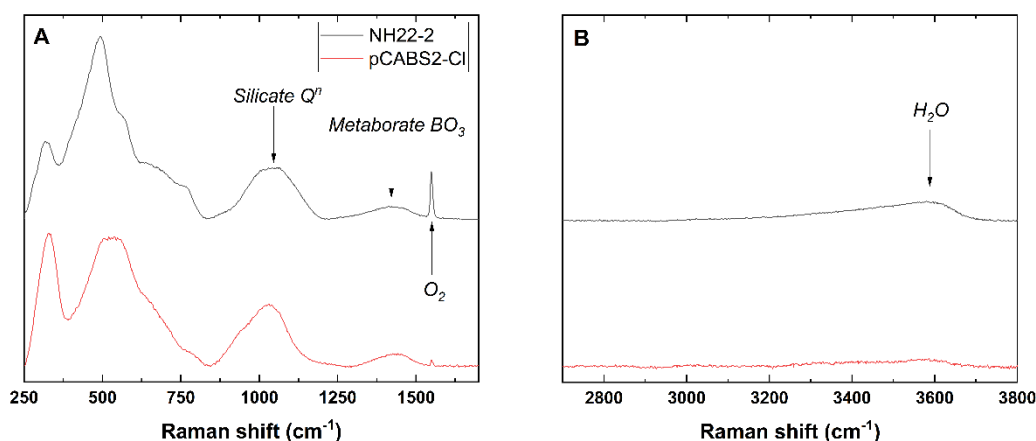 A
NH22-2
pCABS2-Cl
Silicate Qⁿ
Metaborate BO₃
O₂
250 500 750 1000 1250 1500
Raman shift (cm⁻¹)
B
H₂O
2800 3000 3200 3400 3600 3800
Raman shift (cm⁻¹)